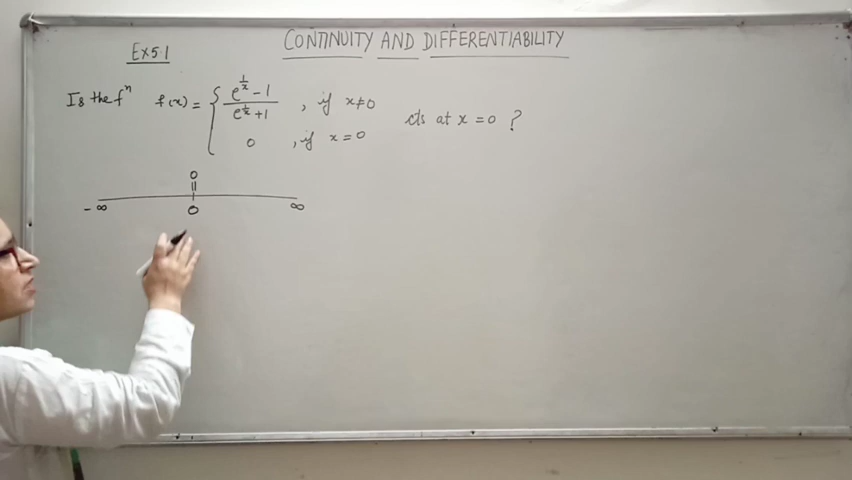 CONTINUITY AND DIFFERENTIABILITY
Ex 5.1
Is the fⁿ f(x) = { (e^(1/x) - 1)/(e^(1/x) + 1) , if x≠0
0 , if x=0
cts at x=0 ?
0
=
-∞ 0 ∞